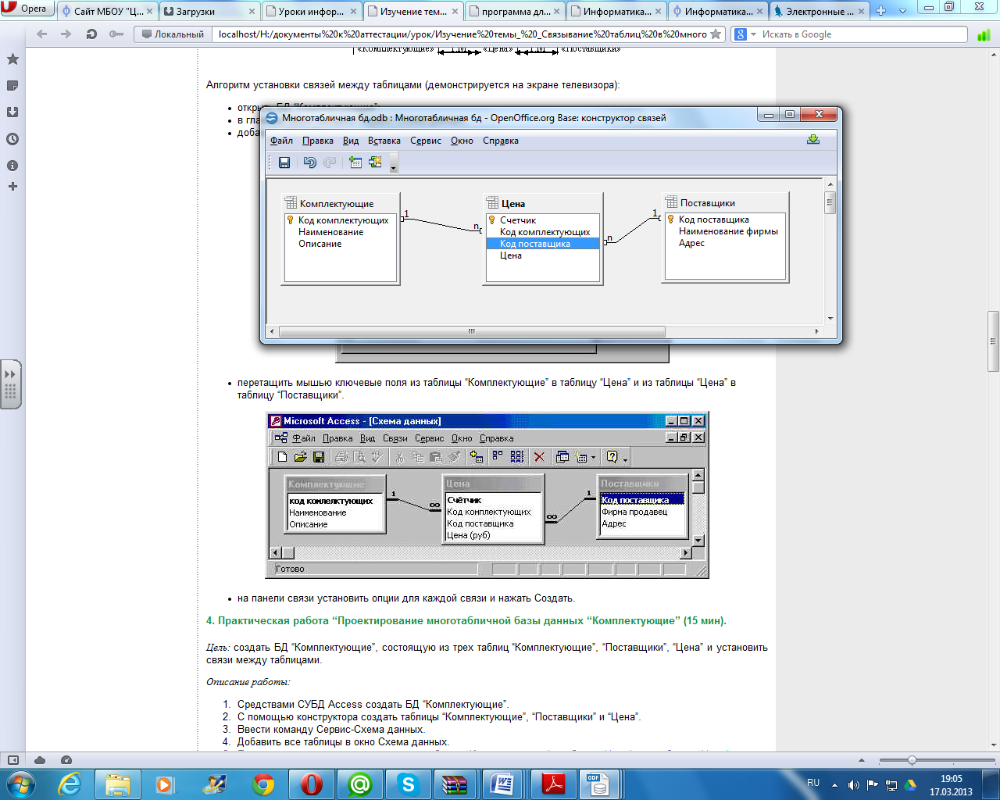 Opera
Сайт МБОУ "Ц...
Загрузки
Уроки инфор...
Изучение тем...
программа дл...
Информатика...
Информатика...
Электронные ...
Локальный
localhost/H:/документы%20к%20аттестации/урок/Изучение%20темы_%20_Связывание%20таблиц%20в%20много
Искать в Google
«Комплектующие» 1:М «Цена» 1:М «Поставщики»
Алгоритм установки связей между таблицами (демонстрируется на экране телевизора):
• открыть БД “Комплектующие”;
• в гла
• доба
Многотабличная бд.odb : Многотабличная бд - OpenOffice.org Base: конструктор связей
Файл Правка Вид Вставка Сервис Окно Справка
Комплектующие
Код комплектующих
Наименование
Описание
1
n
Цена
Счетчик
Код комплектующих
Код поставщика
Цена
n
1
Поставщики
Код поставщика
Наименование фирмы
Адрес
• перетащить мышью ключевые поля из таблицы “Комплектующие” в таблицу “Цена” и из таблицы “Цена” в
таблицу “Поставщики”.
Microsoft Access - [Схема данных]
Файл Правка Вид Связи Сервис Окно Справка
Комплектующие
код комлелктующих
Наименование
Описание
1
∞
Цена
Счётчик
Код комплектующих
Код поставщика
Цена (руб)
∞
1
Поставщики
Код поставщика
Фирма продавец
Адрес
Готово
• на панели связи установить опции для каждой связи и нажать Создать.
4. Практическая работа “Проектирование многотабличной базы данных “Комплектующие” (15 мин).
Цель: создать БД “Комплектующие”, состоящую из трех таблиц “Комплектующие”, “Поставщики”, “Цена” и установить
связи между таблицами.
Описание работы:
1. Средствами СУБД Access создать БД “Комплектующие”.
2. С помощью конструктора создать таблицы “Комплектующие”, “Поставщики” и “Цена”.
3. Ввести команду Сервис-Схема данных.
4. Добавить все таблицы в окно Схема данных.
RU
19:05
17.03.2013